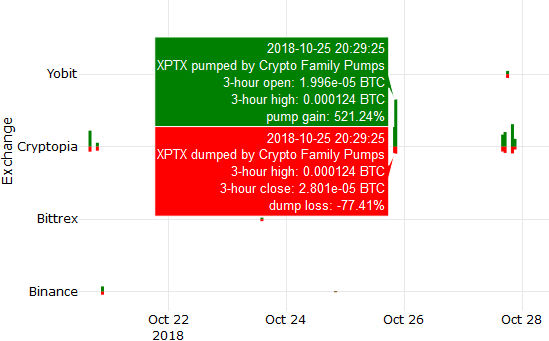 2018-10-25 20:29:25
XPTX pumped by Crypto Family Pumps
3-hour open: 1.996e-05 BTC
3-hour high: 0.000124 BTC
pump gain: 521.24%
2018-10-25 20:29:25
XPTX dumped by Crypto Family Pumps
3-hour high: 0.000124 BTC
3-hour close: 2.801e-05 BTC
dump loss: -77.41%
Exchange
Yobit
Cryptopia
Bittrex
Binance
Oct 22
2018
Oct 24
Oct 26
Oct 28